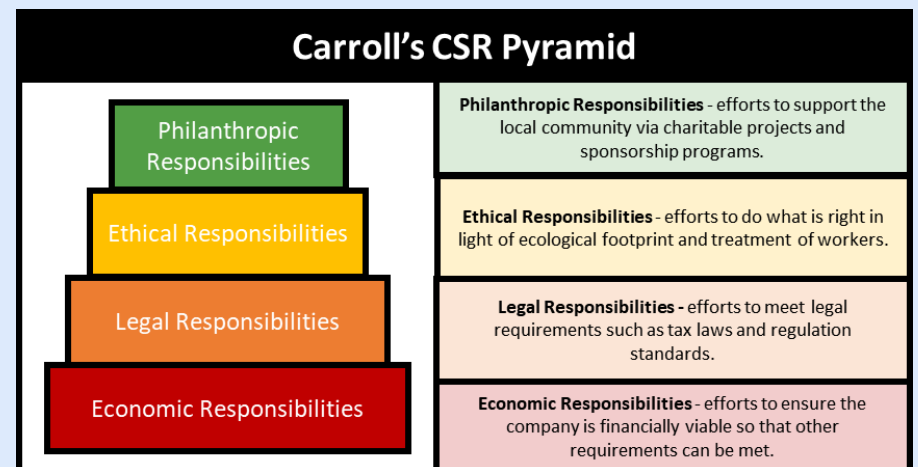 Carroll's CSR Pyramid
Philanthropic
Responsibilities
Ethical Responsibilities
Legal Responsibilities
Economic Responsibilities
Philanthropic Responsibilities - efforts to support the
local community via charitable projects and
sponsorship programs.
Ethical Responsibilities - efforts to do what is right in
light of ecological footprint and treatment of workers.
Legal Responsibilities - efforts to meet legal
requirements such as tax laws and regulation
standards.
Economic Responsibilities - efforts to ensure the
company is financially viable so that other
requirements can be met.